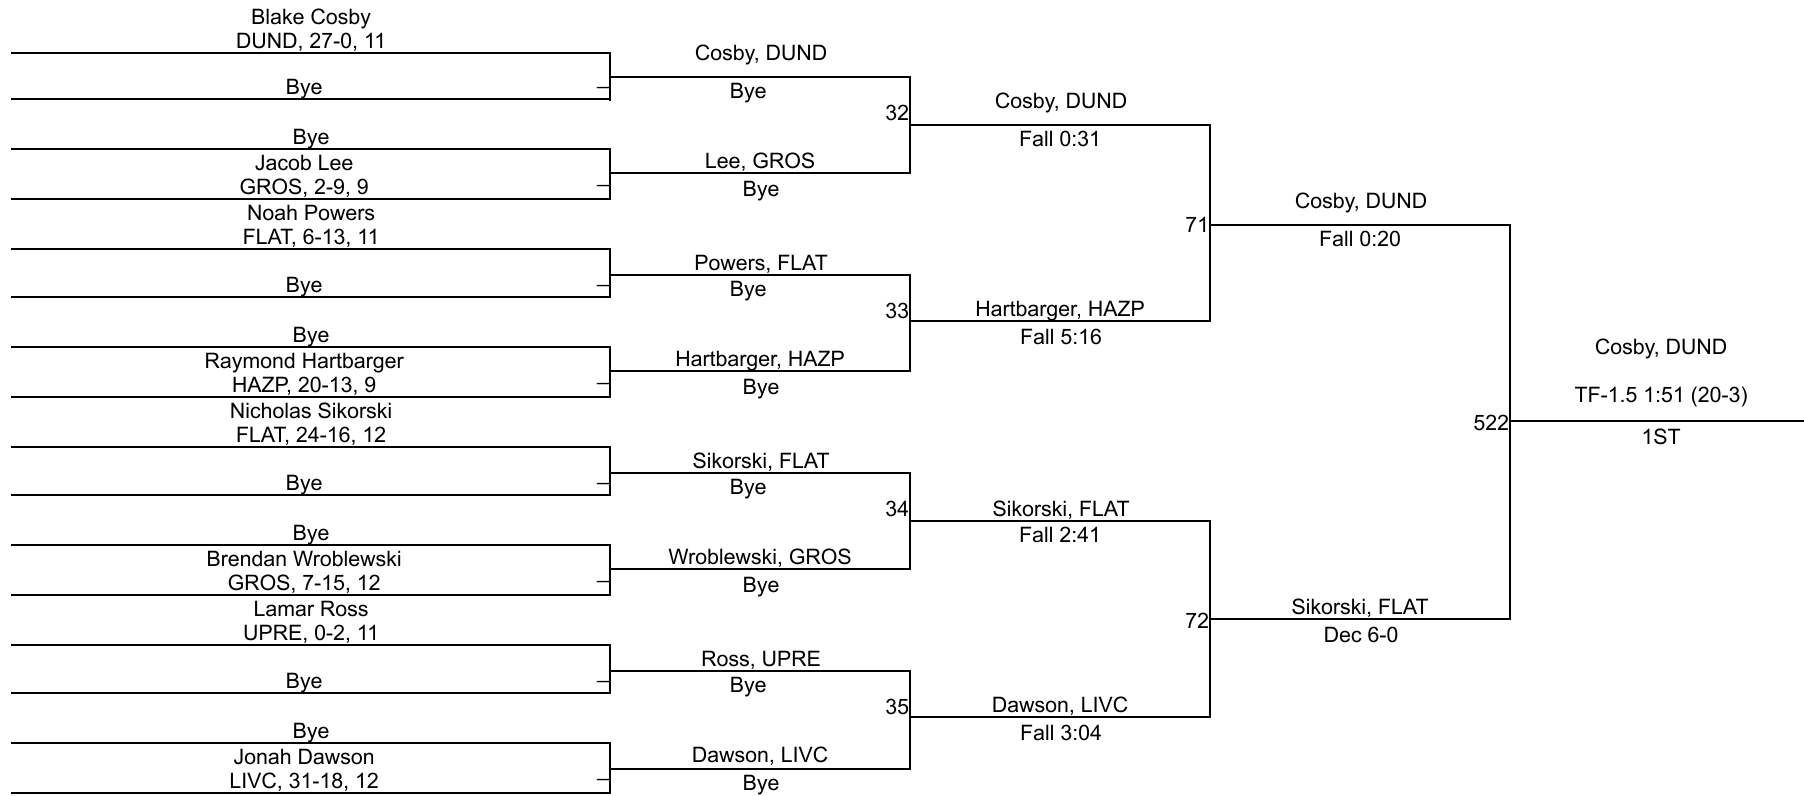 Blake Cosby
DUND, 27-0, 11
Bye
Bye
Jacob Lee
GROS, 2-9, 9
Noah Powers
FLAT, 6-13, 11
Bye
Bye
Raymond Hartbarger
HAZP, 20-13, 9
Nicholas Sikorski
FLAT, 24-16, 12
Bye
Bye
Brendan Wroblewski
GROS, 7-15, 12
Lamar Ross
UPRE, 0-2, 11
Bye
Bye
Jonah Dawson
LIVC, 31-18, 12
Cosby, DUND
Bye
32
Lee, GROS
Bye
Powers, FLAT
Bye
33
Hartbarger, HAZP
Bye
Sikorski, FLAT
Bye
34
Wroblewski, GROS
Bye
Ross, UPRE
Bye
35
Dawson, LIVC
Bye
Cosby, DUND
Fall 0:31
71
Hartbarger, HAZP
Fall 5:16
Sikorski, FLAT
Fall 2:41
72
Dawson, LIVC
Fall 3:04
Cosby, DUND
Fall 0:20
522
Sikorski, FLAT
Dec 6-0
Cosby, DUND
TF-1.5 1:51 (20-3)
1ST